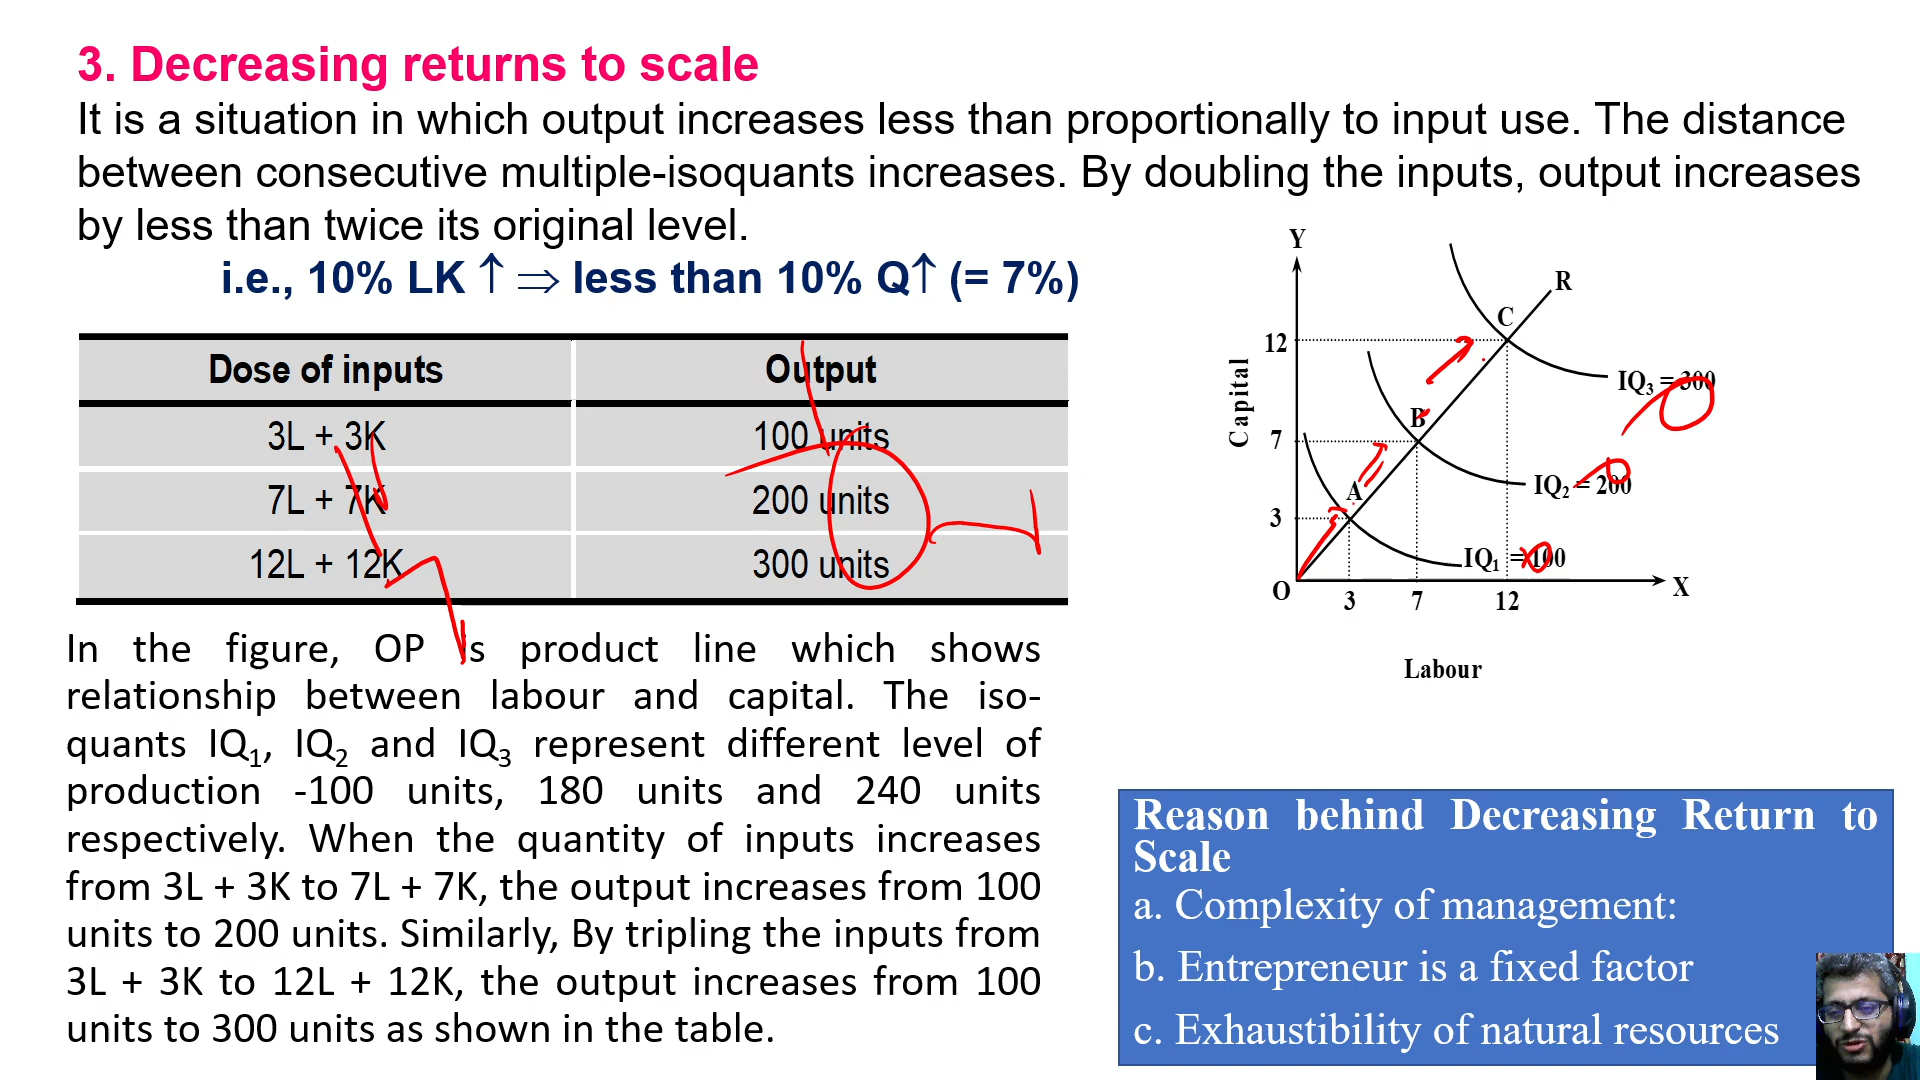 3. Decreasing returns to scale
It is a situation in which output increases less than proportionally to input use. The distance
between consecutive multiple-isoquants increases. By doubling the inputs, output increases
by less than twice its original level.
i.e., 10% LK ↑ ⇒ less than 10% Q↑ (= 7%)
Dose of inputs Output
3L + 3K 100 units
7L + 7K 200 units
12L + 12K 300 units
In the figure, OP is product line which shows
relationship between labour and capital. The iso-
quants IQ₁, IQ₂ and IQ₃ represent different level of
production -100 units, 180 units and 240 units
respectively. When the quantity of inputs increases
from 3L + 3K to 7L + 7K, the output increases from 100
units to 200 units. Similarly, By tripling the inputs from
3L + 3K to 12L + 12K, the output increases from 100
units to 300 units as shown in the table.
Y
R
C
12
IQ₃ = 300
Capital
B
7
A
IQ₂ = 200
3
IQ₁ = 100
O 3 7 12 X
Labour
Reason behind Decreasing Return to
Scale
a. Complexity of management:
b. Entrepreneur is a fixed factor
c. Exhaustibility of natural resources